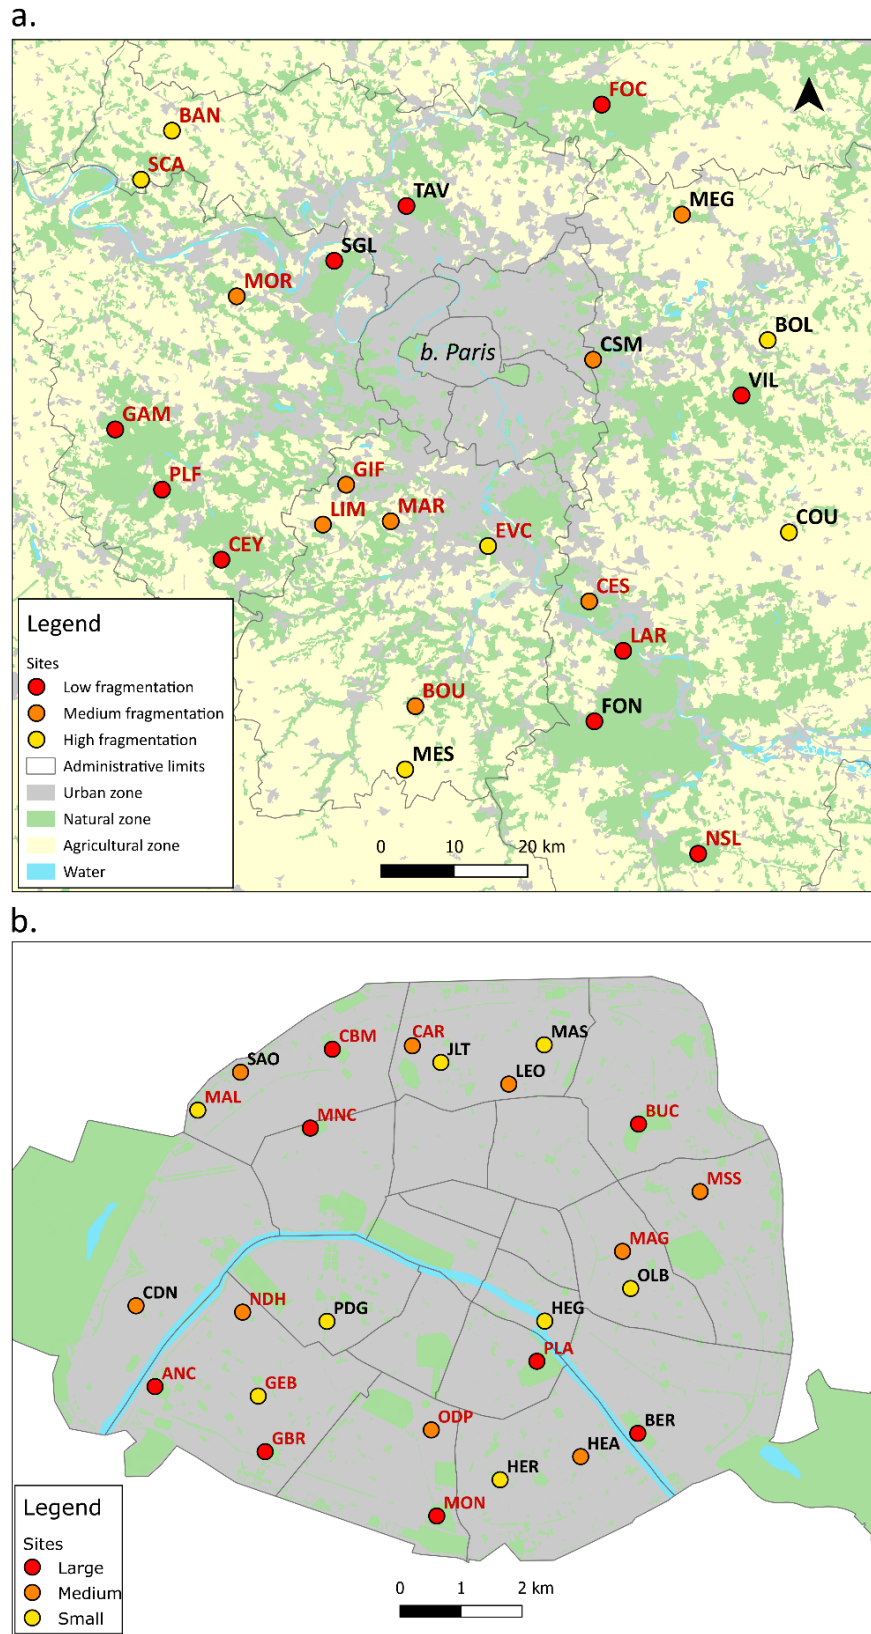 a.
FOC
BAN
SCA
TAV
MEG
SGL
MOR
BOL
CSM
b. Paris
VIL
GAM
GIF
PLF
LIM
MAR
COU
EVC
CEY
CES
LAR
BOU
FON
MES
NSL
Legend
Sites
Low fragmentation
Medium fragmentation
High fragmentation
Administrative limits
Urban zone
Natural zone
Agricultural zone
Water
0 10 20 km
b.
CBM
CAR
MAS
SAO
JLT
LEO
MAL
MNC
BUC
MSS
MAG
OLB
CDN
NDH
PDG
HEG
PLA
ANC
GEB
ODP
BER
GBR
HEA
HER
MON
Legend
Sites
Large
Medium
Small
0 1 2 km